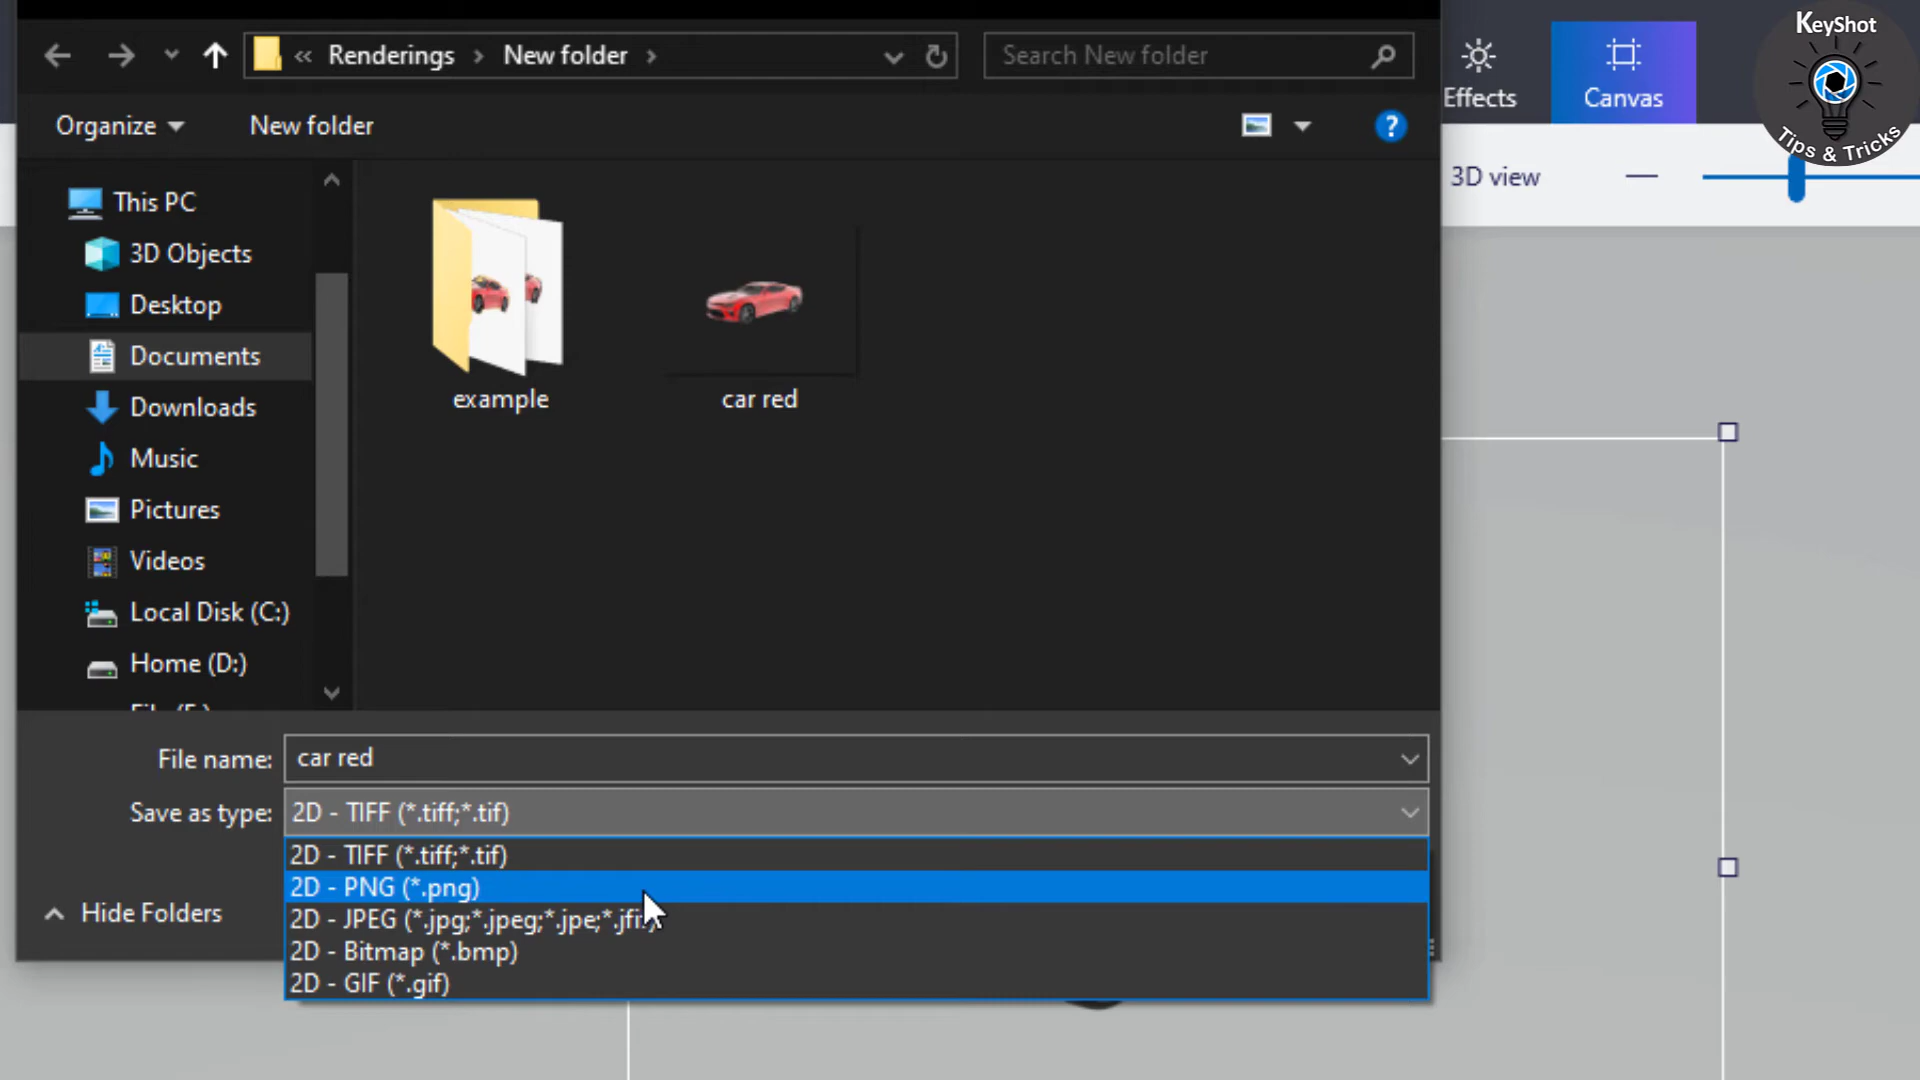 « Renderings › New folder ›
Search New folder
Effects
Canvas
KeyShot
Tips & Tricks
Organize
New folder
?
3D view
This PC
3D Objects
Desktop
Documents
Downloads
Music
Pictures
Videos
Local Disk (C:)
Home (D:)
example
car red
File name:
car red
Save as type:
2D - TIFF (*.tiff;*.tif)
2D - TIFF (*.tiff;*.tif)
2D - PNG (*.png)
2D - JPEG (*.jpg;*.jpeg;*.jpe;*.jfif)
2D - Bitmap (*.bmp)
2D - GIF (*.gif)
Hide Folders